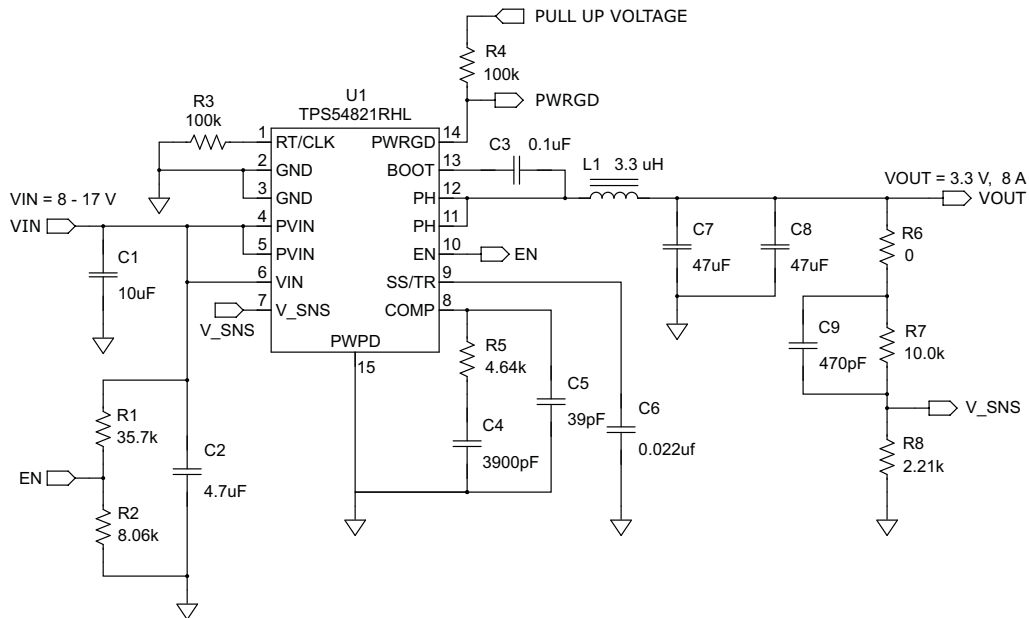 PULL UP VOLTAGE
R4
100k
U1
TPS54821RHL
PWRGD
R3
100k
1 RT/CLK PWRGD 14
C3 0.1uF
2 GND BOOT 13
L1 3.3 uH
3 GND PH 12
VIN = 8 - 17 V
VOUT = 3.3 V, 8 A
VIN
4 PVIN PH 11
VOUT
5 PVIN EN 10
EN
6 VIN SS/TR 9
7 V_SNS COMP 8
V_SNS
PWPD
15
C1
10uF
C7
47uF
C8
47uF
R6
0
C9
470pF
R7
10.0k
V_SNS
R8
2.21k
R5
4.64k
C5
39pF
C4
3900pF
C6
0.022uf
R1
35.7k
EN
C2
4.7uF
R2
8.06k